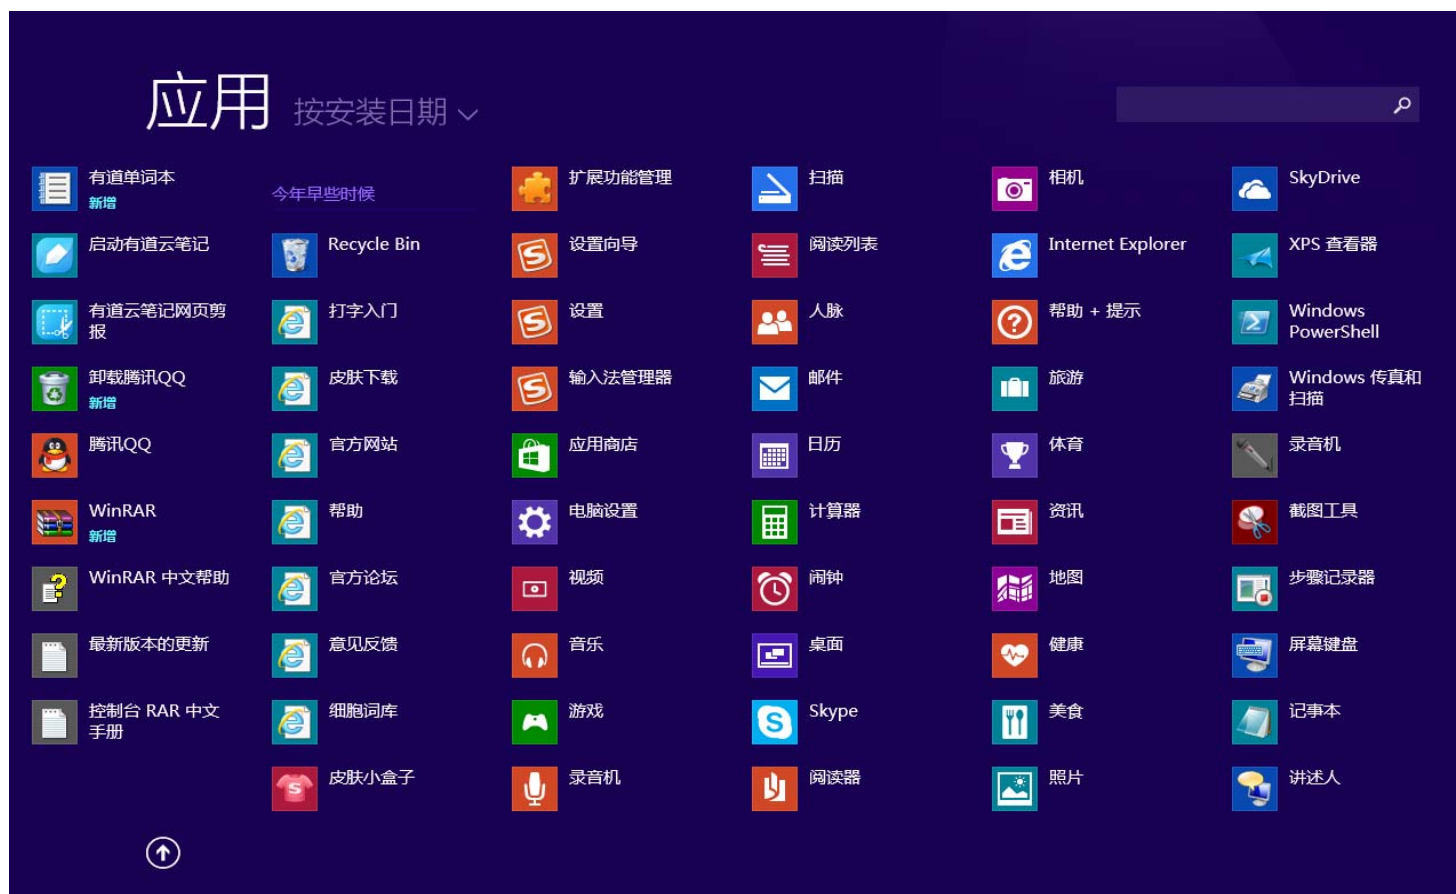 应用 按安装日期
有道单词本
新增
启动有道云笔记
有道云笔记网页剪
报
卸载腾讯QQ
新增
腾讯QQ
WinRAR
新增
WinRAR 中文帮助
最新版本的更新
控制台 RAR 中文
手册
今年早些时候
Recycle Bin
打字入门
皮肤下载
官方网站
帮助
官方论坛
意见反馈
细胞词库
皮肤小盒子
扩展功能管理
设置向导
设置
输入法管理器
应用商店
电脑设置
视频
音乐
游戏
录音机
扫描
阅读列表
人脉
邮件
日历
计算器
闹钟
桌面
Skype
阅读器
相机
Internet Explorer
帮助 + 提示
旅游
体育
资讯
地图
健康
美食
照片
SkyDrive
XPS 查看器
Windows
PowerShell
Windows 传真和
扫描
录音机
截图工具
步骤记录器
屏幕键盘
记事本
讲述人